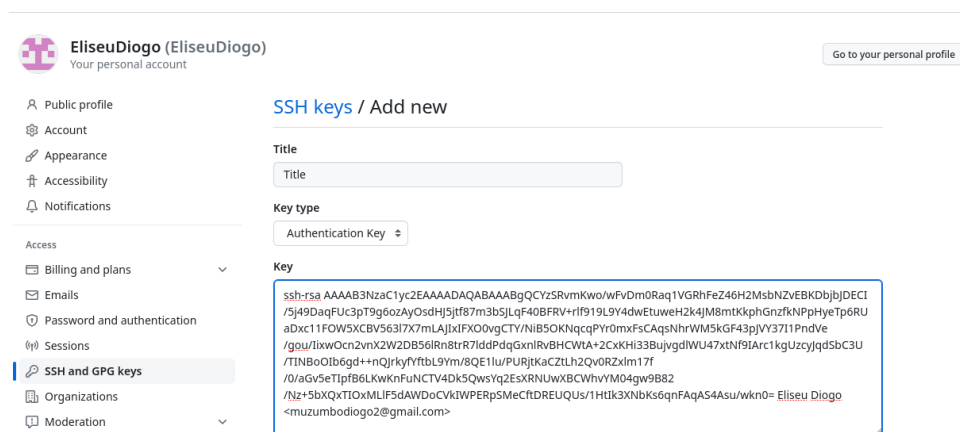 EliseuDiogo (EliseuDiogo)
Your personal account
Go to your personal profile
Public profile
Account
Appearance
Accessibility
Notifications
Access
Billing and plans
Emails
Password and authentication
Sessions
SSH and GPG keys
Organizations
Moderation
SSH keys / Add new
Title
Title
Key type
Authentication Key
Key
ssh-rsa AAAAB3NzaC1yc2EAAAADAQABAAABgQCYzSRvmKwo/wFvDm0Raq1VGRhFeZ46H2MsbNZvEBKDbjbJDECI
/5j49DaqFUc3pT9g6ozAyOsdHJ5jtf87m3bSJLqF40BFRV+rlf919L9Y4dwEtuweH2k4JM8mtKkphGnzfkNPpHyeTp6RU
aDxc11FOW5XCBV563l7X7mLAJIxIFXO0vgCTY/NiB5OKNqcqPYr0mxFsCAqsNhrWM5kGF43pJVY37I1PndVe
/gou/IixwOcn2vnX2W2DB56lRn8trR7lddPdqGxnlRvBHCWtA+2CxKHi33BujvgdlWU47xtNf9IArc1kgUzcyJqdSbC3U
/TINBoOIb6gd++nQJrkyfYftbL9Ym/8QE1lu/PURjtKaCZtLh2Qv0RZxlm17f
/0/aGv5eTIpfB6LKwKnFuNCTV4Dk5QwsYq2EsXRNUwXBCWhvYM04gw9B82
/Nz+5bXQxTIOxMLlF5dAWDoCVkIWPERpSMeCftDREUQUs/1HtIk3XNbKs6qnFAqAS4Asu/wkn0= Eliseu Diogo
<muzumbodiogo2@gmail.com>